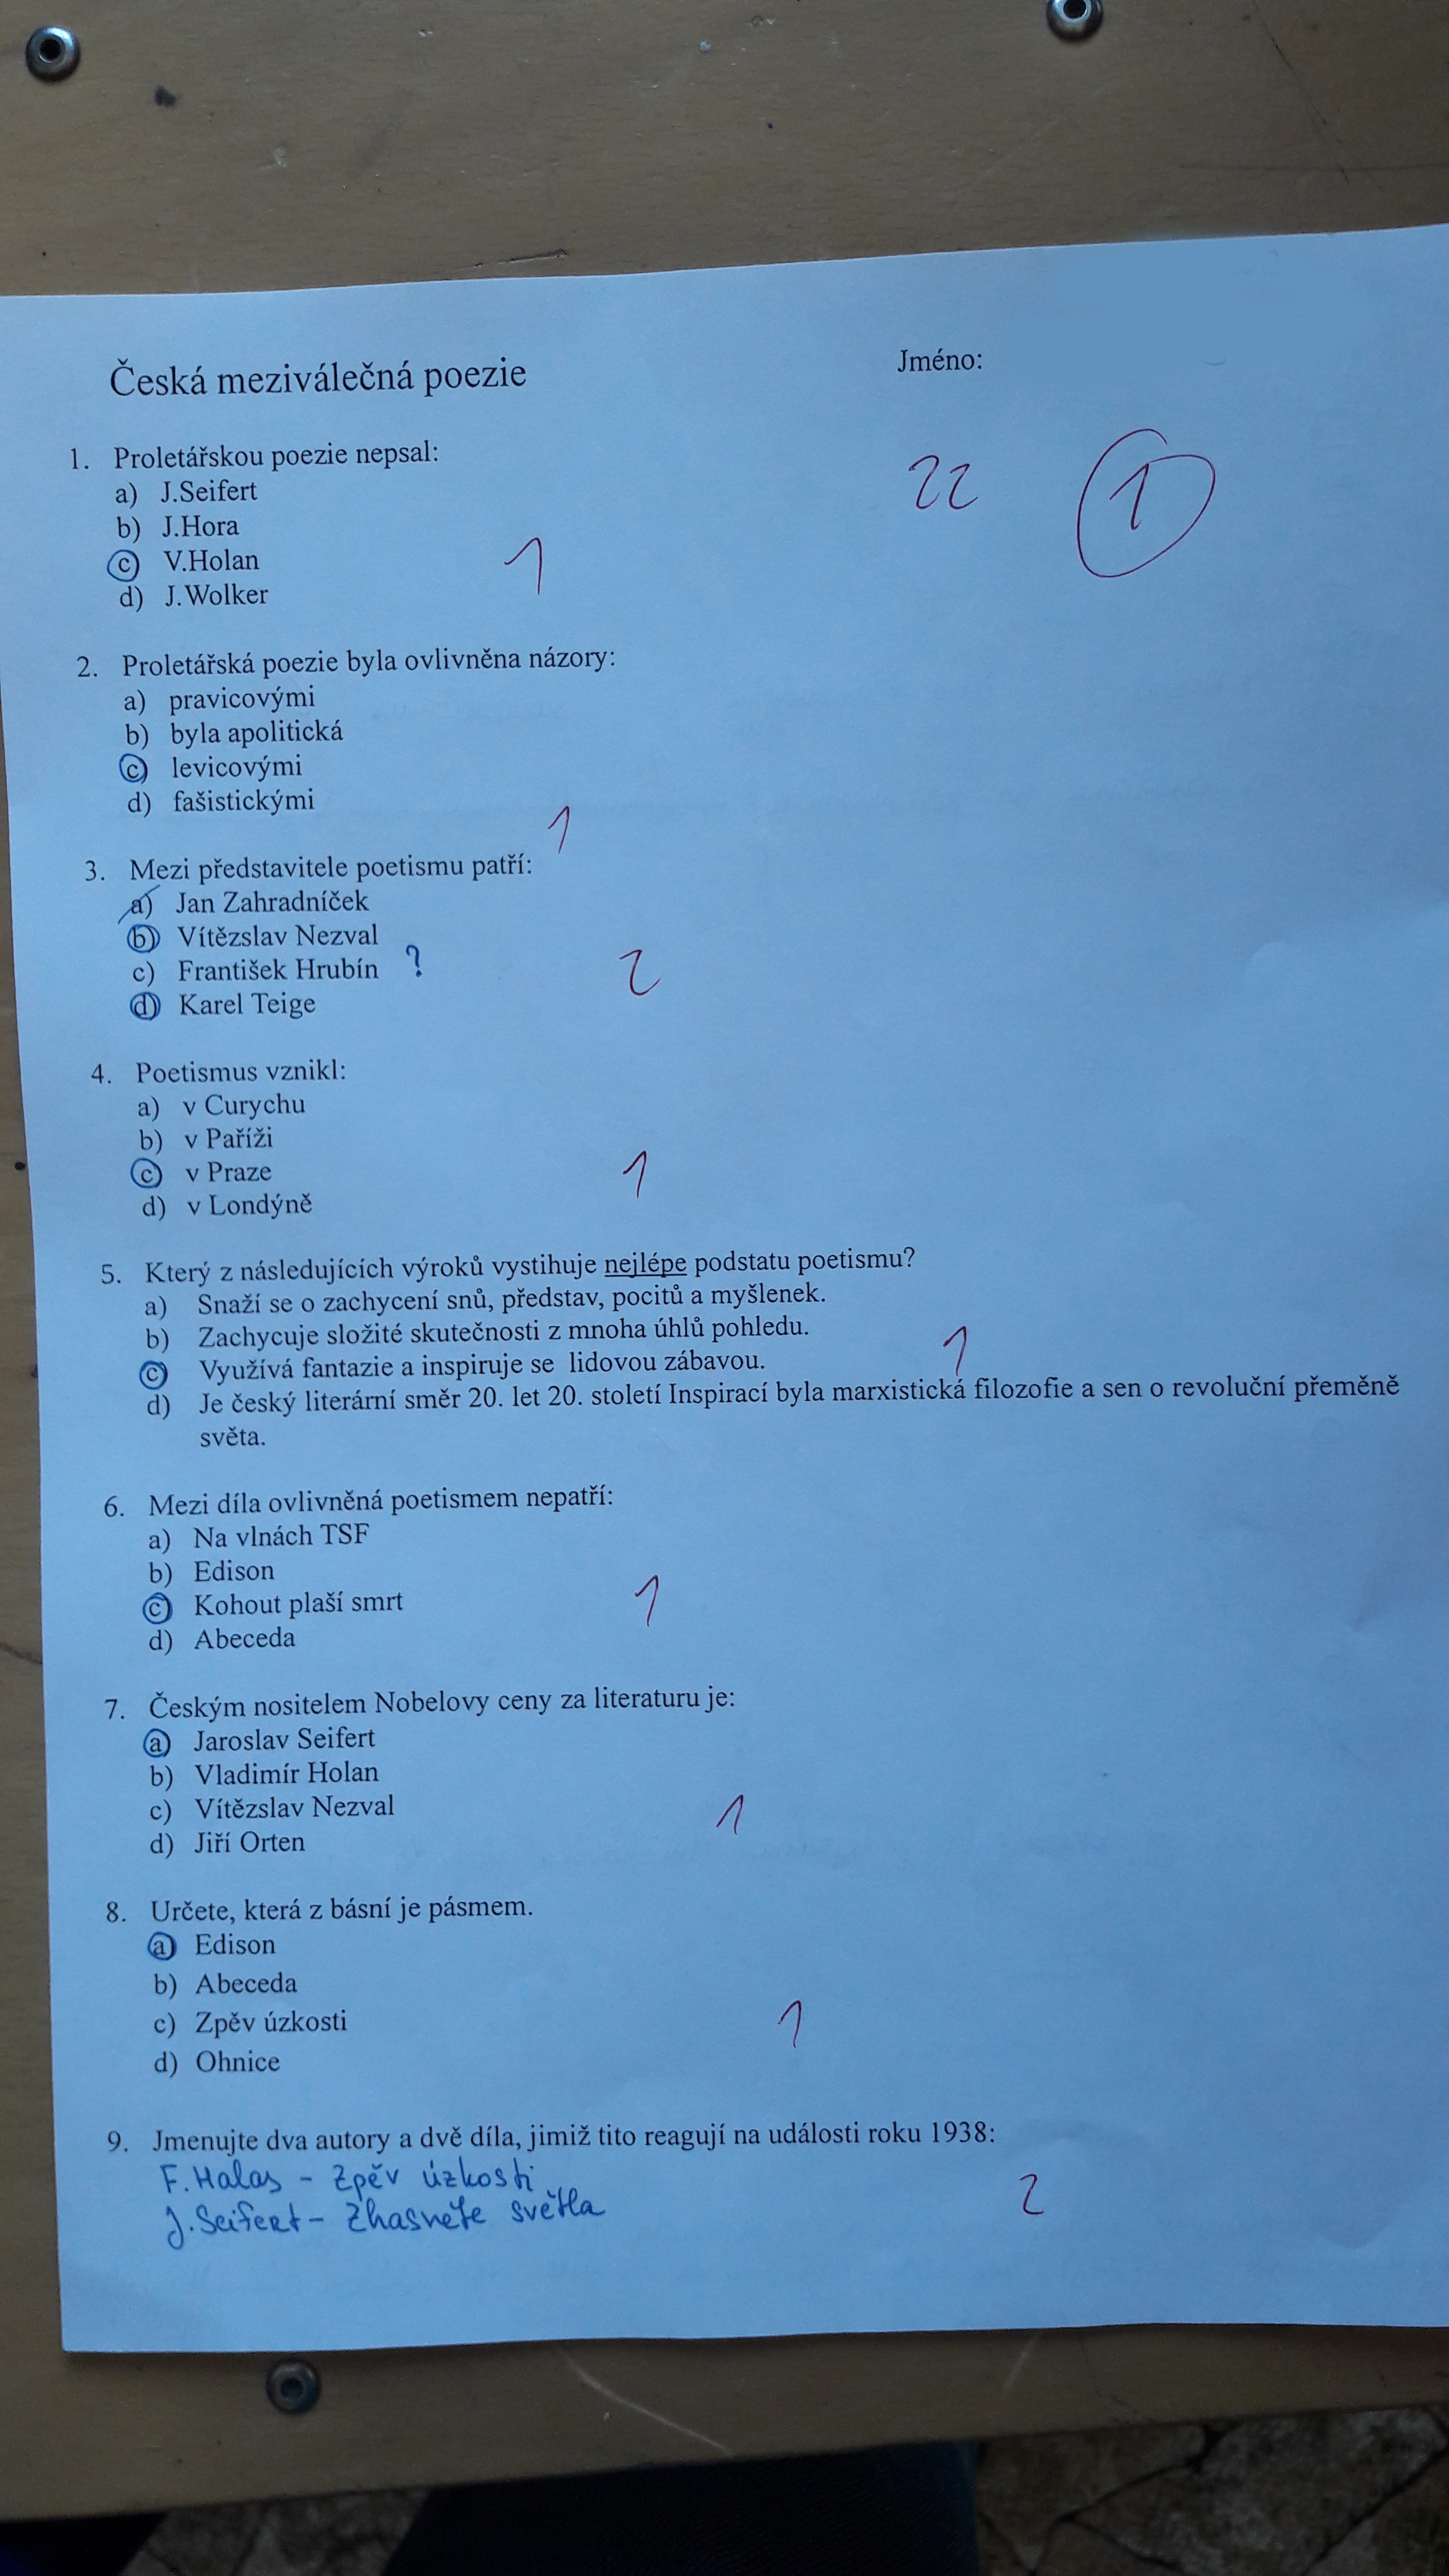 Česká meziválečná poezie
Jméno:
22 1
1. Proletářskou poezie nepsal:
a) J.Seifert
b) J.Hora
c) V.Holan
d) J.Wolker
1
2. Proletářská poezie byla ovlivněna názory:
a) pravicovými
b) byla apolitická
c) levicovými
d) fašistickými
1
3. Mezi představitele poetismu patří:
a) Jan Zahradníček
b) Vítězslav Nezval
c) František Hrubín ?
d) Karel Teige
2
4. Poetismus vznikl:
a) v Curychu
b) v Paříži
c) v Praze
d) v Londýně
1
5. Který z následujících výroků vystihuje nejlépe podstatu poetismu?
a) Snaží se o zachycení snů, představ, pocitů a myšlenek.
b) Zachycuje složité skutečnosti z mnoha úhlů pohledu.
c) Využívá fantazie a inspiruje se lidovou zábavou.
1
d) Je český literární směr 20. let 20. století Inspirací byla marxistická filozofie a sen o revoluční přeměně
světa.
6. Mezi díla ovlivněná poetismem nepatří:
a) Na vlnách TSF
b) Edison
c) Kohout plaší smrt
d) Abeceda
1
7. Českým nositelem Nobelovy ceny za literaturu je:
a) Jaroslav Seifert
b) Vladimír Holan
c) Vítězslav Nezval
d) Jiří Orten
1
8. Určete, která z básní je pásmem.
a) Edison
b) Abeceda
c) Zpěv úzkosti
d) Ohnice
1
9. Jmenujte dva autory a dvě díla, jimiž tito reagují na události roku 1938:
F. Halas - Zpěv úzkosti
J. Seifert - Zhasněte světla
2